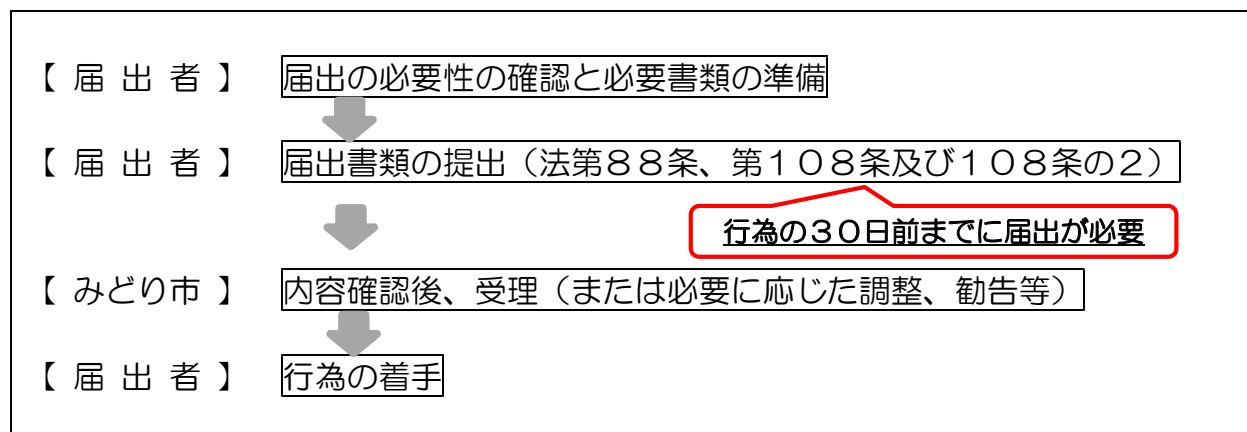 【 届 出 者 】 届出の必要性の確認と必要書類の準備
【 届 出 者 】 届出書類の提出（法第８８条、第１０８条及び１０８条の２）
行為の３０日前までに届出が必要
【 みどり市 】 内容確認後、受理（または必要に応じた調整、勧告等）
【 届 出 者 】 行為の着手